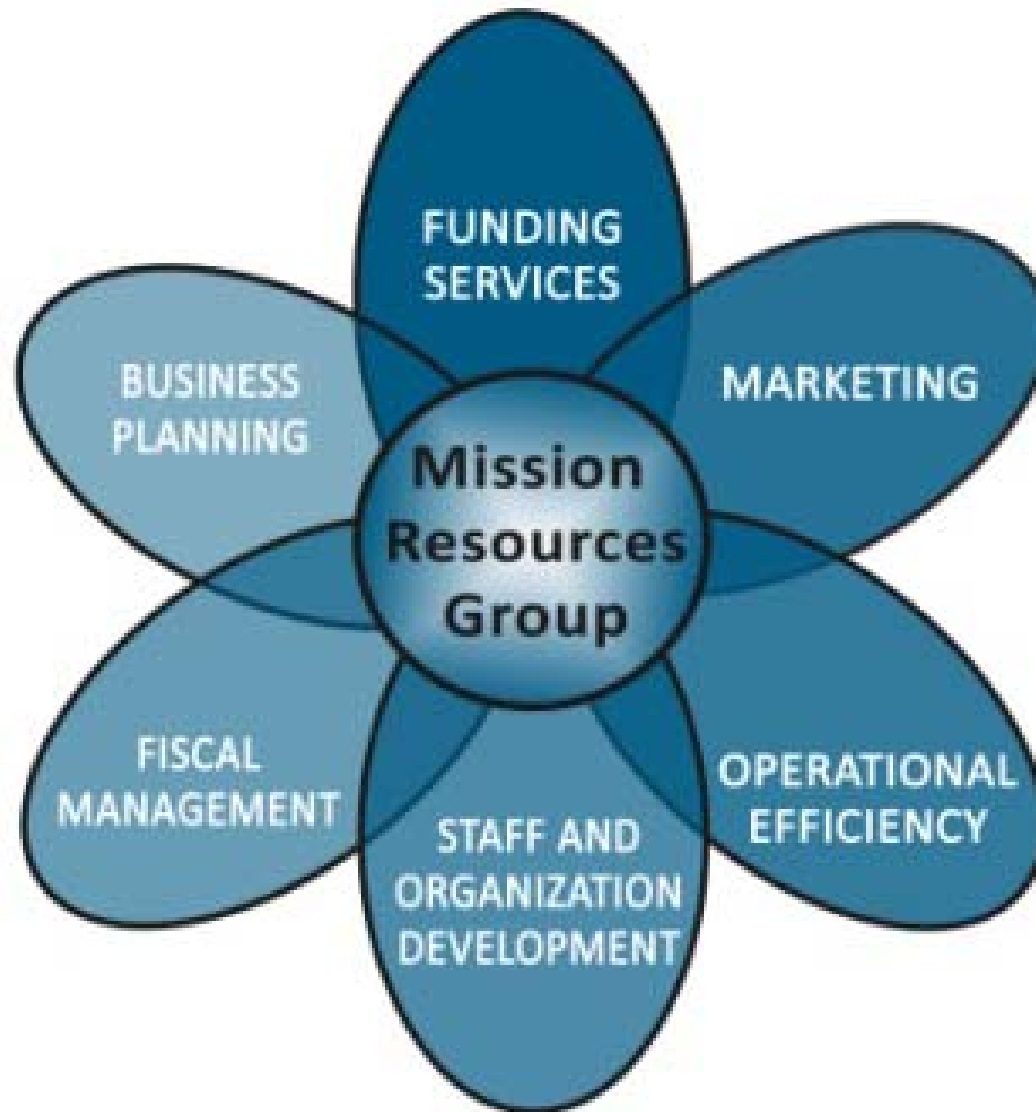 FUNDING
SERVICES
MARKETING
OPERATIONAL
EFFICIENCY
STAFF AND
ORGANIZATION
DEVELOPMENT
FISCAL
MANAGEMENT
BUSINESS
PLANNING
Mission
Resources
Group